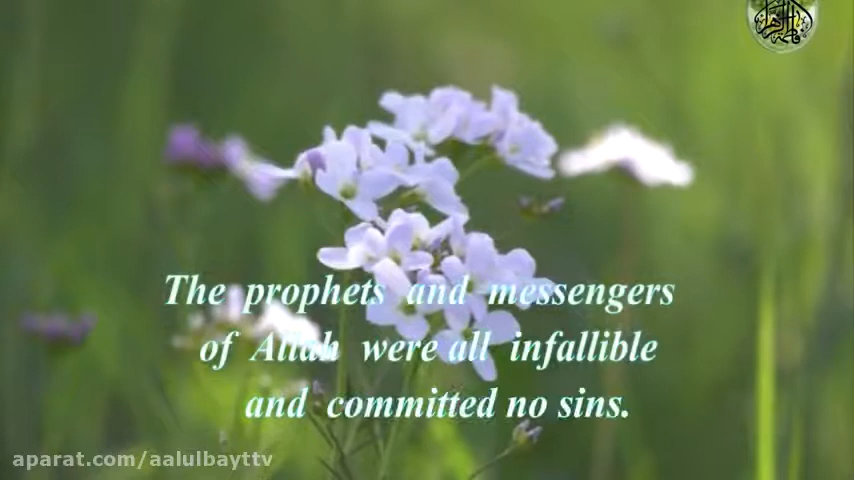 The prophets and messengers
of Allah were all infallible
and committed no sins.
aparat.com/aalulbayttv